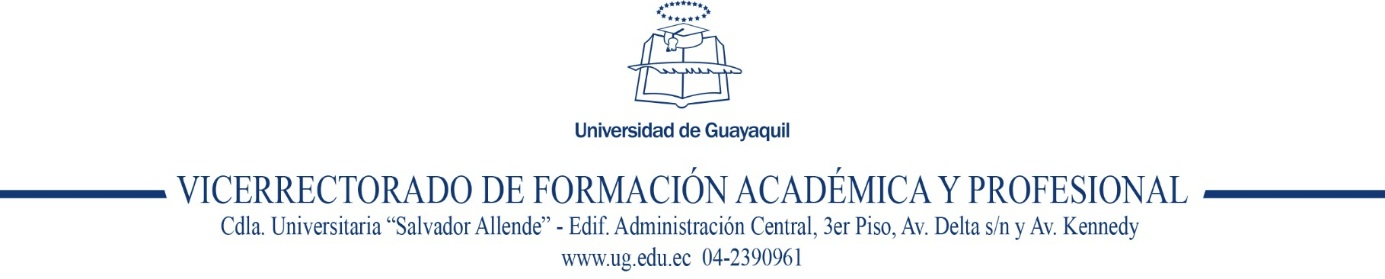 Universidad de Guayaquil
VICERRECTORADO DE FORMACIÓN ACADÉMICA Y PROFESIONAL
Cdla. Universitaria “Salvador Allende” - Edif. Administración Central, 3er Piso, Av. Delta s/n y Av. Kennedy
www.ug.edu.ec 04-2390961